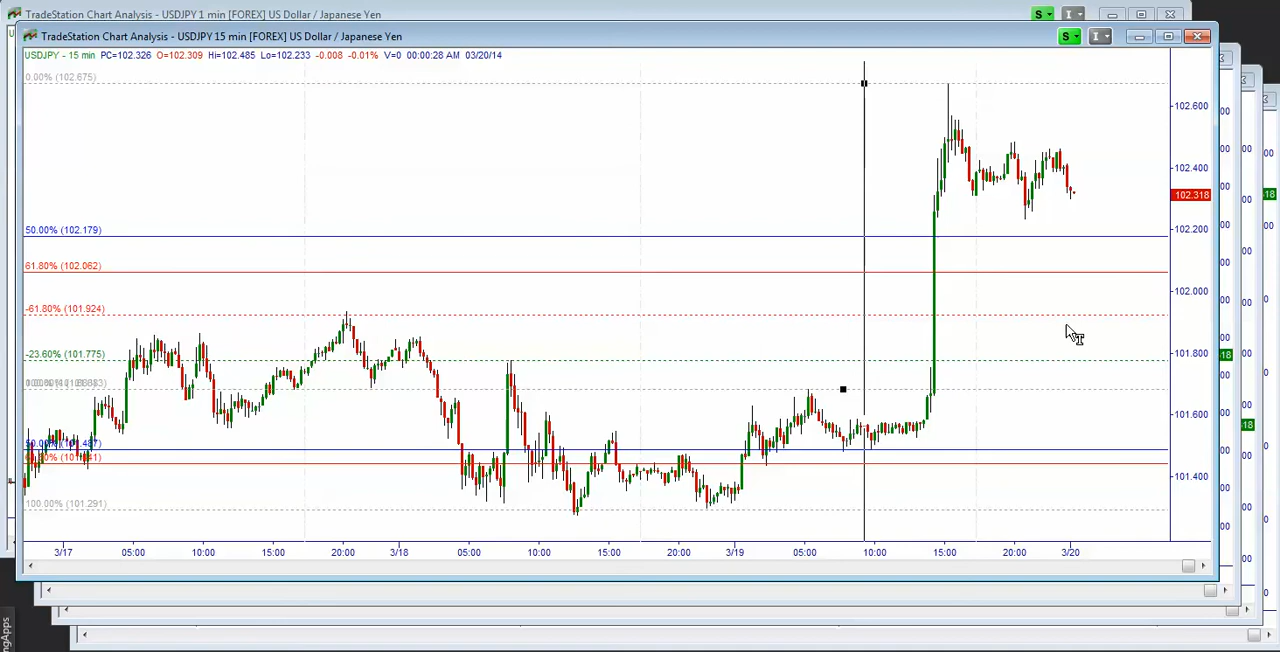 TradeStation Chart Analysis - USDJPY 1 min [FOREX] US Dollar / Japanese Yen
S
I
TradeStation Chart Analysis - USDJPY 15 min [FOREX] US Dollar / Japanese Yen
S
I
USDJPY - 15 min PC=102.326 O=102.309 Hi=102.485 Lo=102.233 -0.008 -0.01% V=0 00:00:28 AM 03/20/14
0.00% (102.675)
102.600
102.400
102.318
102.200
50.00% (102.179)
61.80% (102.062)
102.000
-61.80% (101.924)
101.800
-23.60% (101.775)
101.600
101.400
100.00% (101.291)
3/17 05:00 10:00 15:00 20:00 3/18 05:00 10:00 15:00 20:00 3/19 05:00 10:00 15:00 20:00 3/20
ngApps